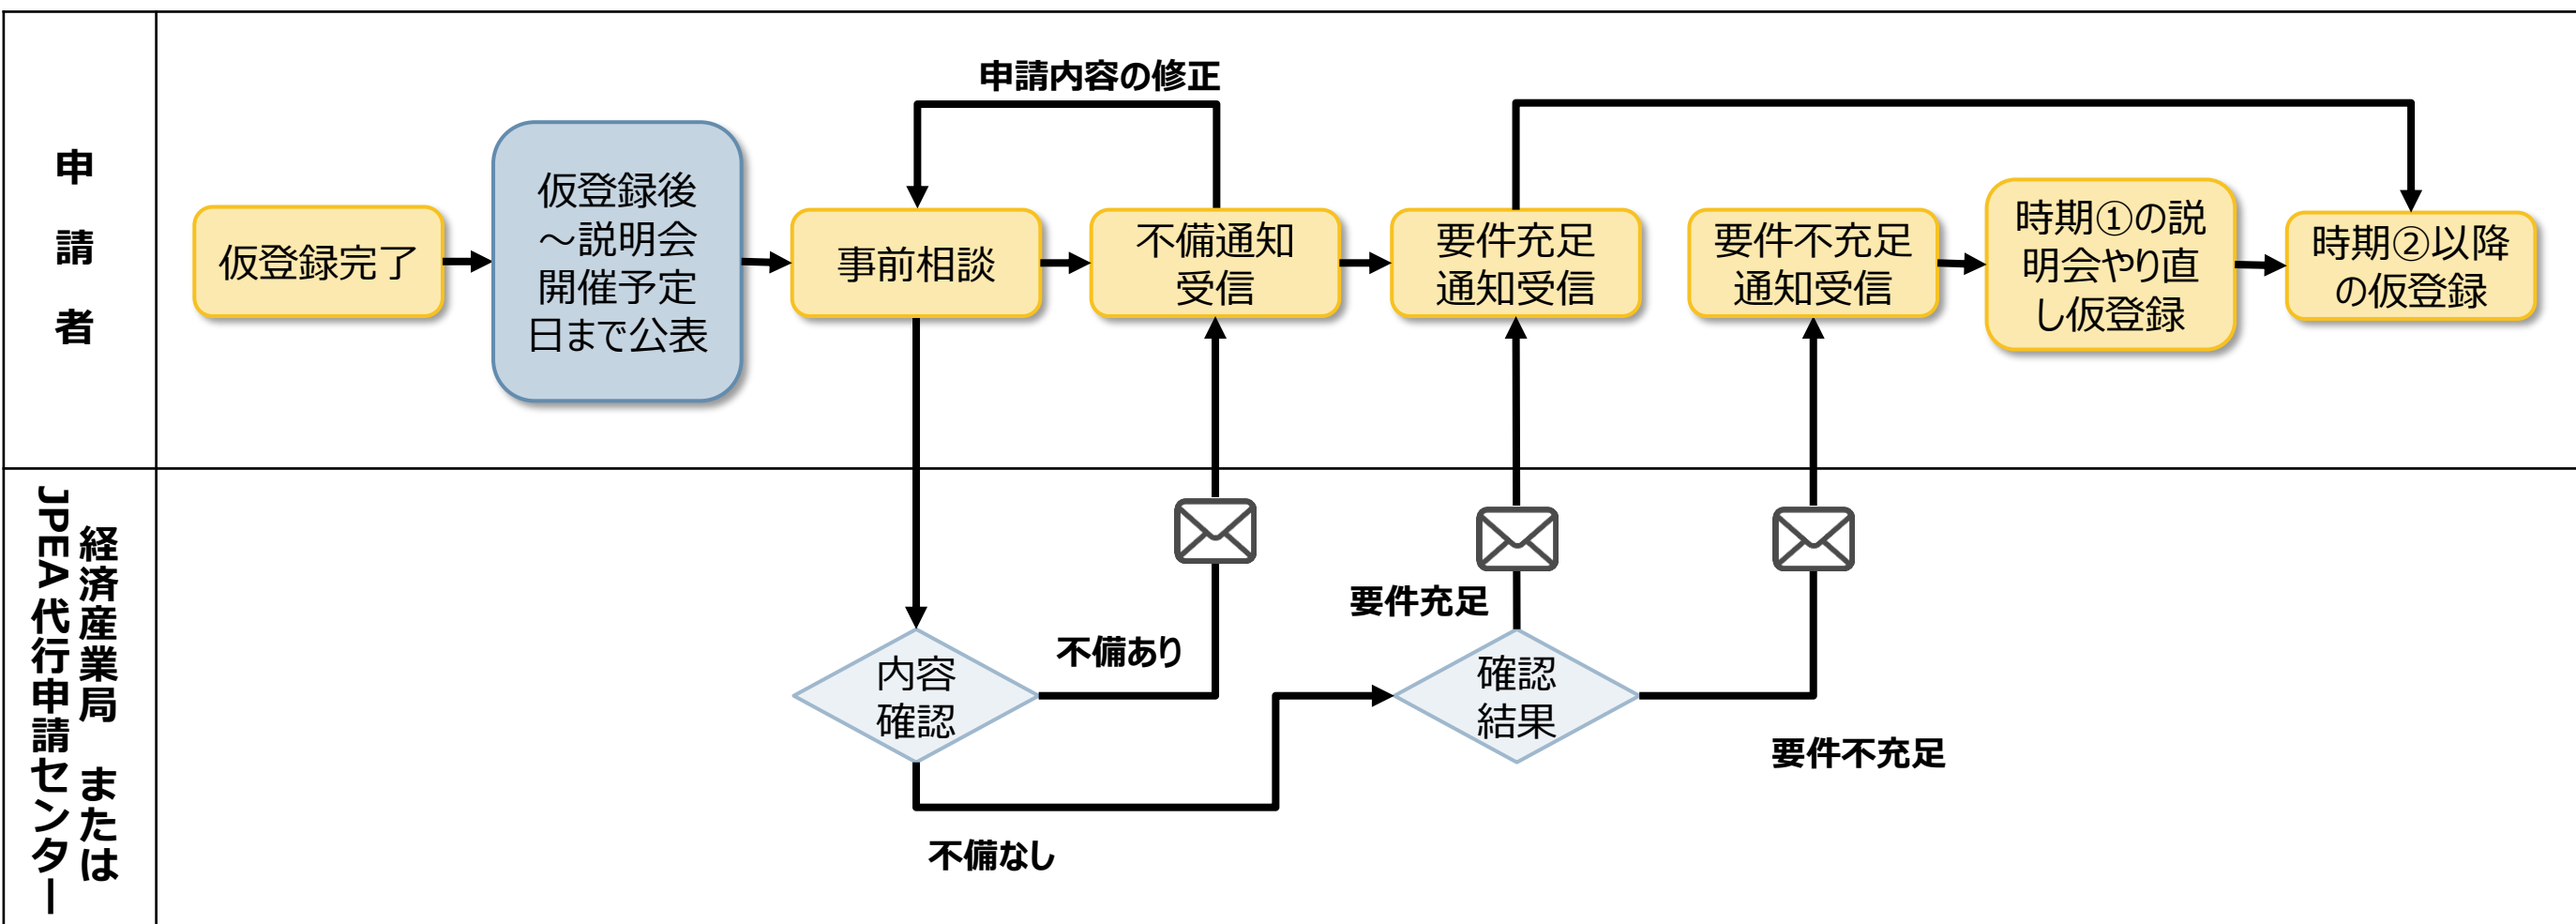 申請者
申請内容の修正
仮登録完了
仮登録後
～説明会
開催予定
日まで公表
事前相談
不備通知
受信
要件充足
通知受信
要件不充足
通知受信
時期①の説
明会やり直
し仮登録
時期②以降
の仮登録
経済産業局 または
JPEA代行申請センター
内容
確認
不備あり
不備なし
要件充足
確認
結果
要件不充足